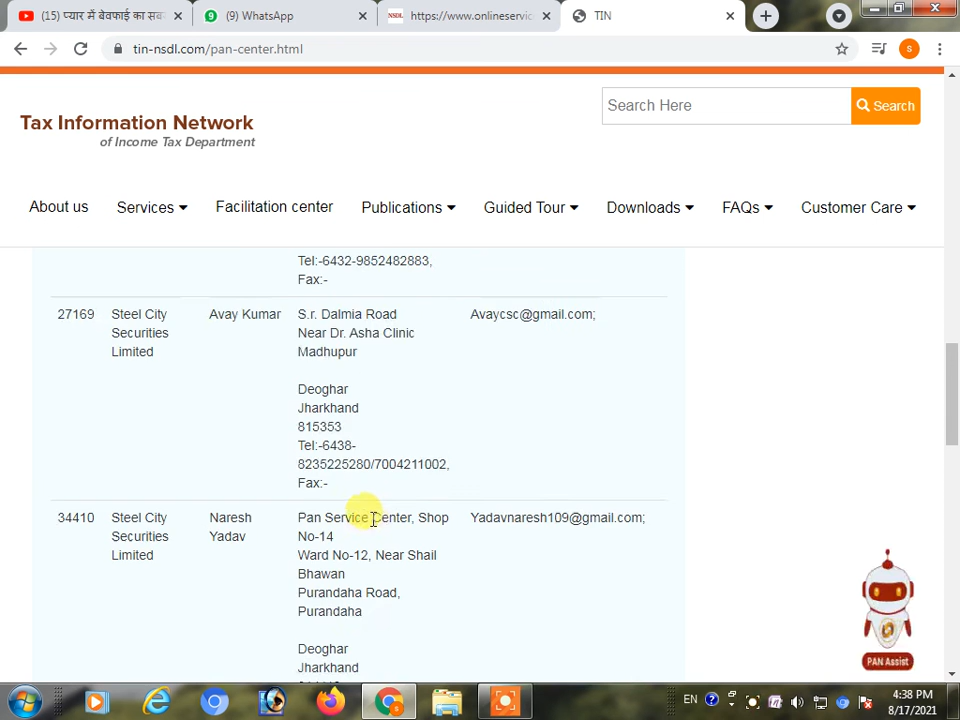 (15) प्यार में बेवफाई का सब
(9) WhatsApp
NSDL https://www.onlineservic
TIN
tin-nsdl.com/pan-center.html
S
Search Here
Search
Tax Information Network
of Income Tax Department
About us Services Facilitation center Publications Guided Tour Downloads FAQs Customer Care
Tel:-6432-9852482883,
Fax:-
27169 Steel City Avay Kumar S.r. Dalmia Road Avaycsc@gmail.com;
Securities Near Dr. Asha Clinic
Limited Madhupur
Deoghar
Jharkhand
815353
Tel:-6438-
8235225280/7004211002,
Fax:-
34410 Steel City Naresh Pan Service Center, Shop Yadavnaresh109@gmail.com;
Securities Yadav No-14
Limited Ward No-12, Near Shail
Bhawan
Purandaha Road,
Purandaha
Deoghar
Jharkhand
PAN Assist
EN
4:38 PM
8/17/2021